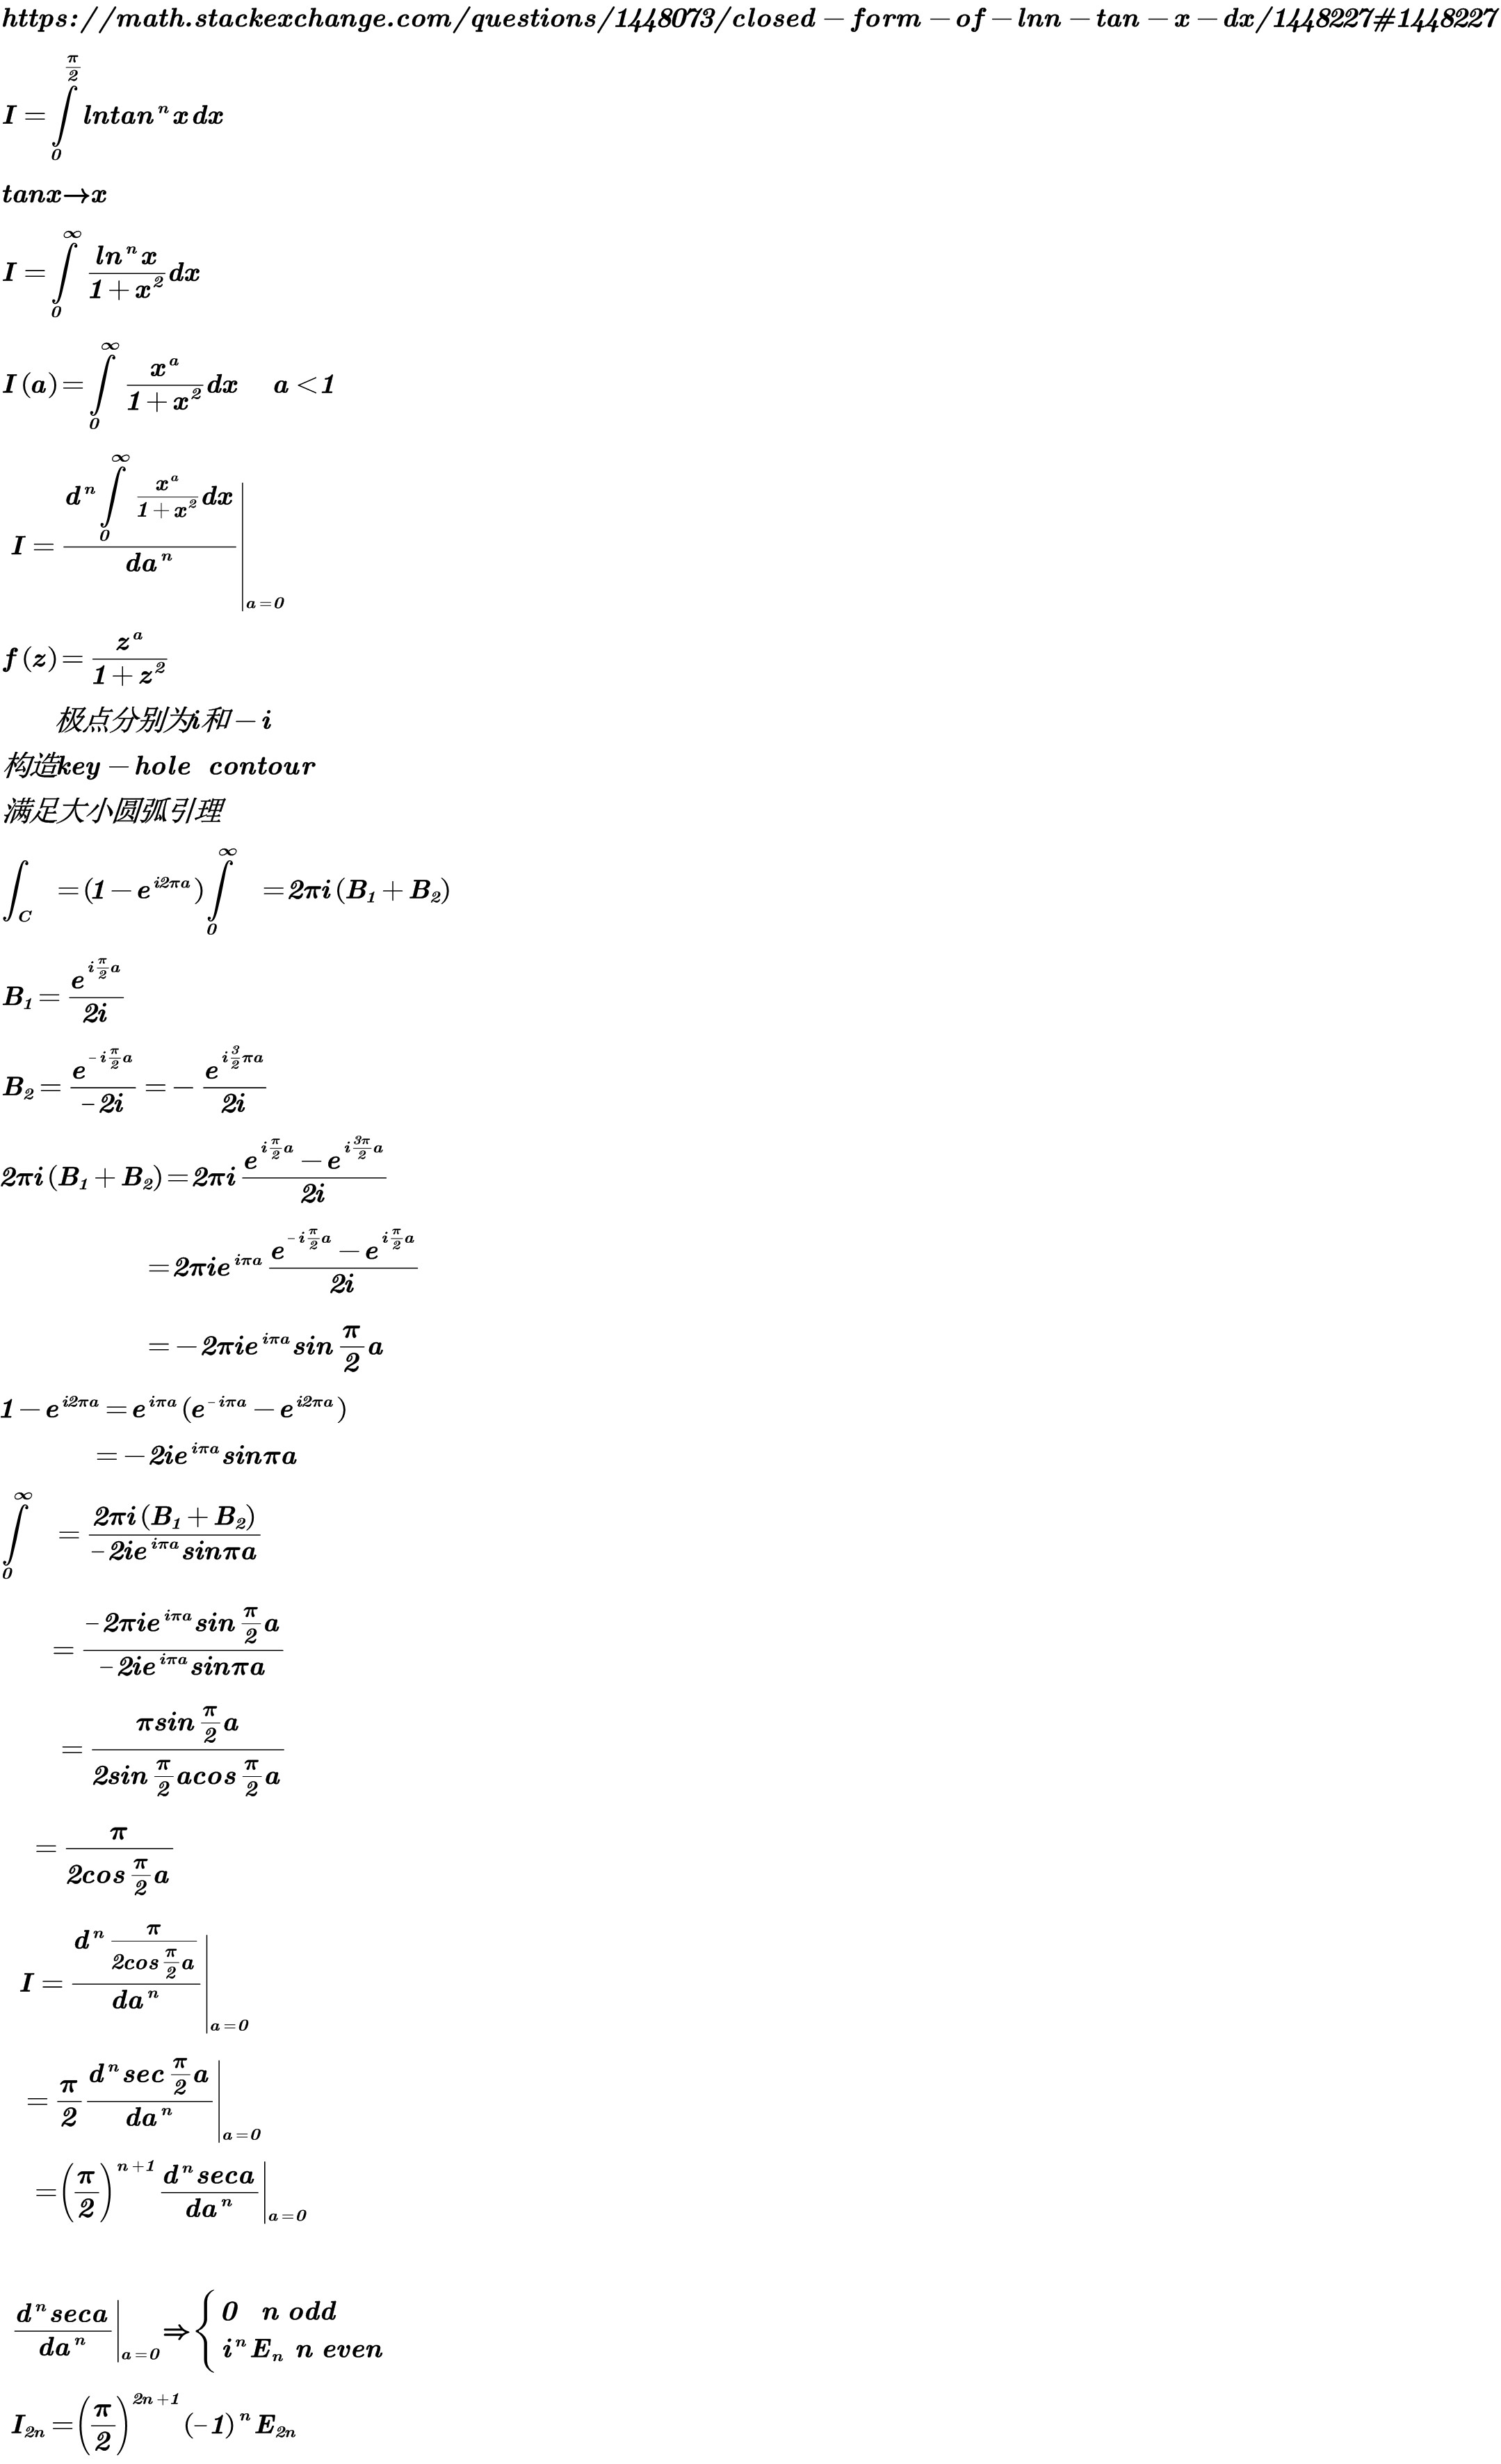 https://math.stackexchange.com/questions/1448073/closed-form-of-lnn-tan-x-dx/1448227#1448227
$I=\int_0^{\frac{\pi}{2}} lntan^n x dx$
tanx→x
$I=\int_0^{\infty} \frac{ln^n x}{1+x^2}dx$
$I(a)=\int_0^{\infty} \frac{x^a}{1+x^2}dx \quad a<1$
$I=\left.\frac{d^n\int_0^{\infty}\frac{x^a}{1+x^2}dx}{da^n}\right|_{a=0}$
$f(z)=\frac{z^a}{1+z^2}$
极点分别为i和-i
构造key-hole contour
满足大小圆弧引理
$\int_C =(1-e^{i2\pi a})\int_0^{\infty} =2\pi i(B_1+B_2)$
$B_1=\frac{e^{i\frac{\pi}{2}a}}{2i}$
$B_2=\frac{e^{-i\frac{\pi}{2}a}}{-2i}=-\frac{e^{i\frac{3}{2}\pi a}}{2i}$
$2\pi i(B_1+B_2)=2\pi i\frac{e^{i\frac{\pi}{2}a}-e^{i\frac{3\pi}{2}a}}{2i}$
$=2\pi ie^{i\pi a}\frac{e^{-i\frac{\pi}{2}a}-e^{i\frac{\pi}{2}a}}{2i}$
$=-2\pi ie^{i\pi a}sin\frac{\pi}{2}a$
$1-e^{i2\pi a}=e^{i\pi a}(e^{-i\pi a}-e^{i2\pi a})$
$=-2ie^{i\pi a}sin\pi a$
$\int_0^{\infty} =\frac{2\pi i(B_1+B_2)}{-2ie^{i\pi a}sin\pi a}$
$=\frac{-2\pi ie^{i\pi a}sin\frac{\pi}{2}a}{-2ie^{i\pi a}sin\pi a}$
$=\frac{\pi sin\frac{\pi}{2}a}{2sin\frac{\pi}{2}acos\frac{\pi}{2}a}$
$=\frac{\pi}{2cos\frac{\pi}{2}a}$
$I=\left.\frac{d^n\frac{\pi}{2cos\frac{\pi}{2}a}}{da^n}\right|_{a=0}$
$=\frac{\pi}{2}\left.\frac{d^n sec\frac{\pi}{2}a}{da^n}\right|_{a=0}$
$=\left(\frac{\pi}{2}\right)^{n+1}\left.\frac{d^n seca}{da^n}\right|_{a=0}$
$\left.\frac{d^n seca}{da^n}\right|_{a=0}\Rightarrow\begin{cases}0 \quad n\ odd\\ i^nE_n\ n\ even\end{cases}$
$I_{2n}=\left(\frac{\pi}{2}\right)^{2n+1}(-1)^nE_{2n}$